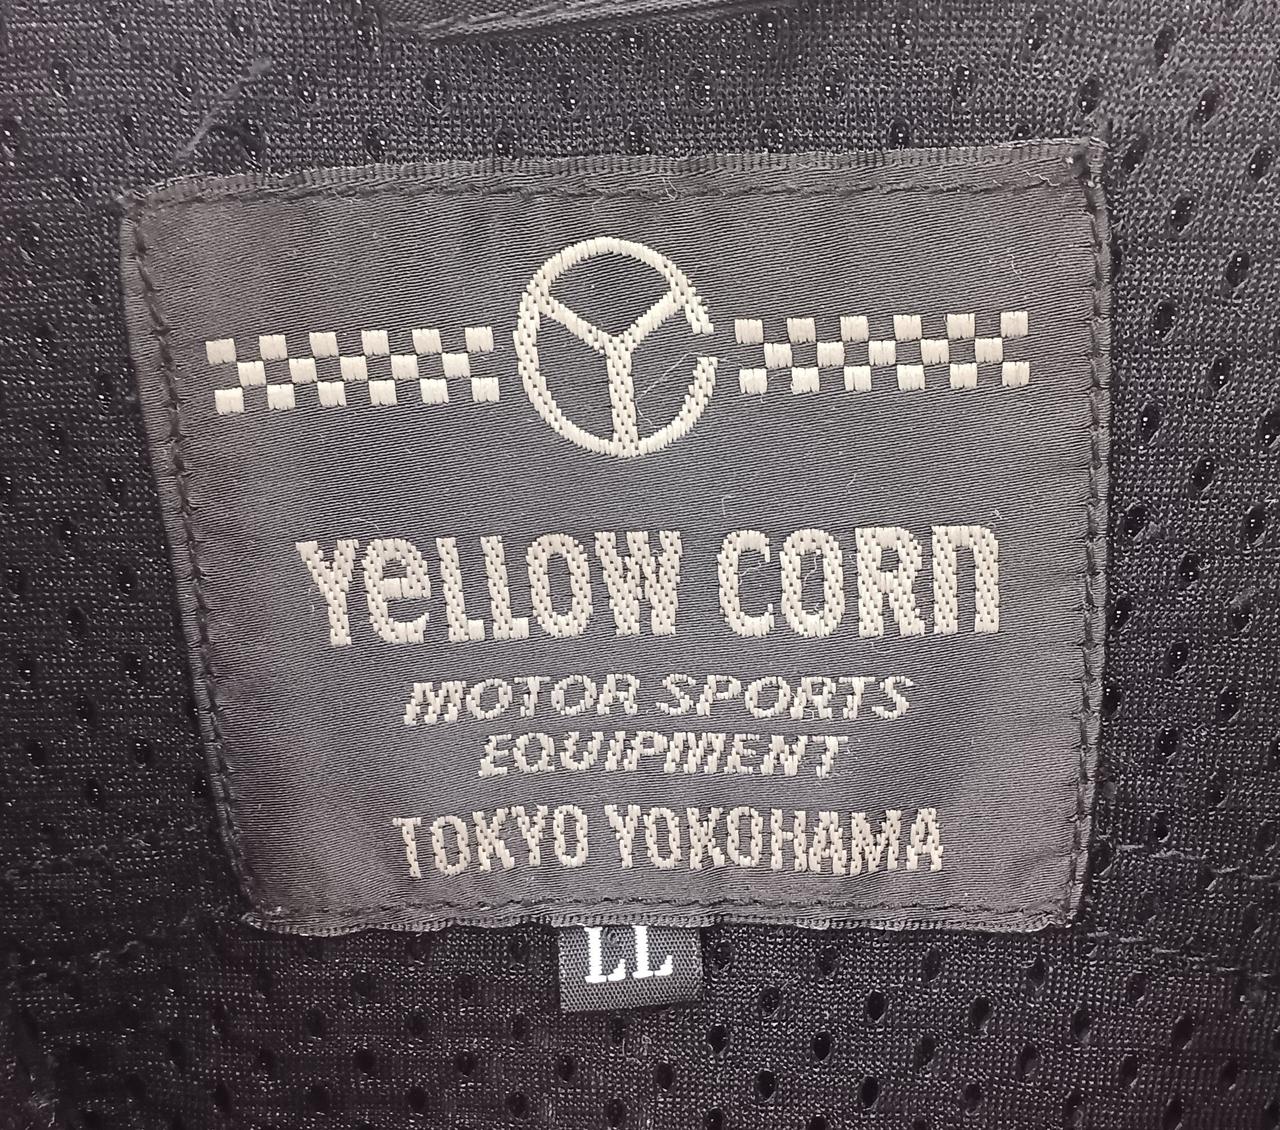 YeLLOW CORn
MOTOR SPORTS
EQUIPMENT
TOKYO YOKOHAMA
LL